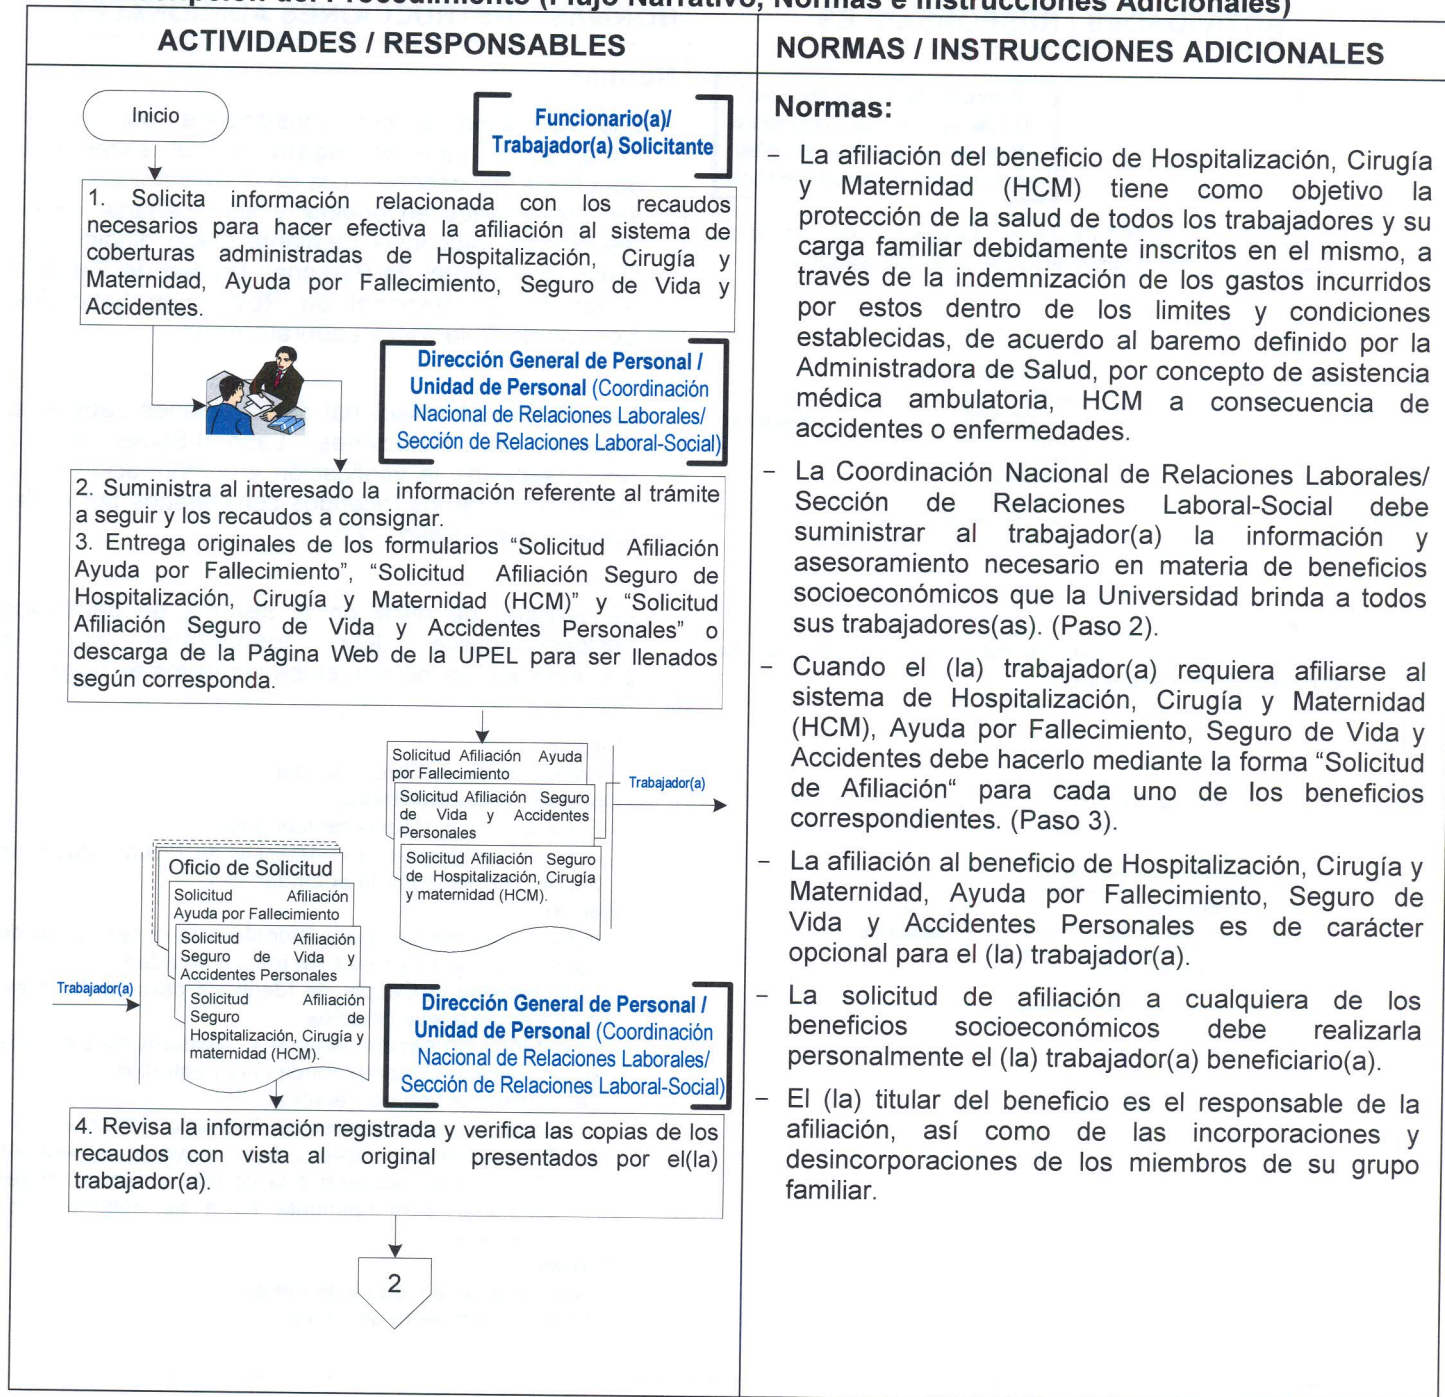 del Procedimiento (Flujo Narrativo, Normas e Instrucciones Adicionales)
ACTIVIDADES / RESPONSABLES
Inicio
Funcionario(a)/
Trabajador(a) Solicitante
1. Solicita información relacionada con los recaudos
necesarios para hacer efectiva la afiliación al sistema de
coberturas administradas de Hospitalización, Cirugía y
Maternidad, Ayuda por Fallecimiento, Seguro de Vida y
Accidentes.
Dirección General de Personal /
Unidad de Personal (Coordinación
Nacional de Relaciones Laborales/
Sección de Relaciones Laboral-Social)
2. Suministra al interesado la información referente al trámite
a seguir y los recaudos a consignar.
3. Entrega originales de los formularios “Solicitud Afiliación
Ayuda por Fallecimiento”, “Solicitud Afiliación Seguro de
Hospitalización, Cirugía y Maternidad (HCM)” y “Solicitud
Afiliación Seguro de Vida y Accidentes Personales” o
descarga de la Página Web de la UPEL para ser llenados
según corresponda.
Solicitud Afiliación Ayuda
por Fallecimiento
Solicitud Afiliación Seguro
de Vida y Accidentes
Personales
Solicitud Afiliación Seguro
de Hospitalización, Cirugía
y maternidad (HCM).
Trabajador(a)
Oficio de Solicitud
Solicitud Afiliación
Ayuda por Fallecimiento
Solicitud Afiliación
Seguro de Vida y
Accidentes Personales
Solicitud Afiliación
Seguro de
Hospitalización, Cirugía y
maternidad (HCM).
Trabajador(a)
Dirección General de Personal /
Unidad de Personal (Coordinación
Nacional de Relaciones Laborales/
Sección de Relaciones Laboral-Social)
4. Revisa la información registrada y verifica las copias de los
recaudos con vista al original presentados por el(la)
trabajador(a).
2
NORMAS / INSTRUCCIONES ADICIONALES
Normas:
– La afiliación del beneficio de Hospitalización, Cirugía
y Maternidad (HCM) tiene como objetivo la
protección de la salud de todos los trabajadores y su
carga familiar debidamente inscritos en el mismo, a
través de la indemnización de los gastos incurridos
por estos dentro de los limites y condiciones
establecidas, de acuerdo al baremo definido por la
Administradora de Salud, por concepto de asistencia
médica ambulatoria, HCM a consecuencia de
accidentes o enfermedades.
– La Coordinación Nacional de Relaciones Laborales/
Sección de Relaciones Laboral-Social debe
suministrar al trabajador(a) la información y
asesoramiento necesario en materia de beneficios
socioeconómicos que la Universidad brinda a todos
sus trabajadores(as). (Paso 2).
– Cuando el (la) trabajador(a) requiera afiliarse al
sistema de Hospitalización, Cirugía y Maternidad
(HCM), Ayuda por Fallecimiento, Seguro de Vida y
Accidentes debe hacerlo mediante la forma “Solicitud
de Afiliación“ para cada uno de los beneficios
correspondientes. (Paso 3).
– La afiliación al beneficio de Hospitalización, Cirugía y
Maternidad, Ayuda por Fallecimiento, Seguro de
Vida y Accidentes Personales es de carácter
opcional para el (la) trabajador(a).
– La solicitud de afiliación a cualquiera de los
beneficios socioeconómicos debe realizarla
personalmente el (la) trabajador(a) beneficiario(a).
– El (la) titular del beneficio es el responsable de la
afiliación, así como de las incorporaciones y
desincorporaciones de los miembros de su grupo
familiar.